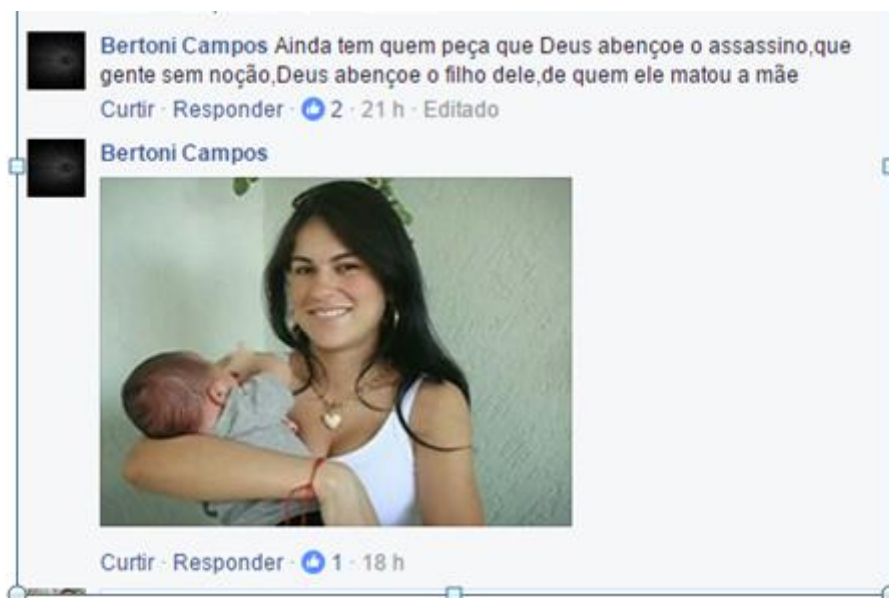 Bertoni Campos Ainda tem quem peça que Deus abençoe o assassino,que
gente sem noção,Deus abençoe o filho dele,de quem ele matou a mãe
Curtir · Responder · 2 · 21 h · Editado
Bertoni Campos
Curtir · Responder · 1 · 18 h